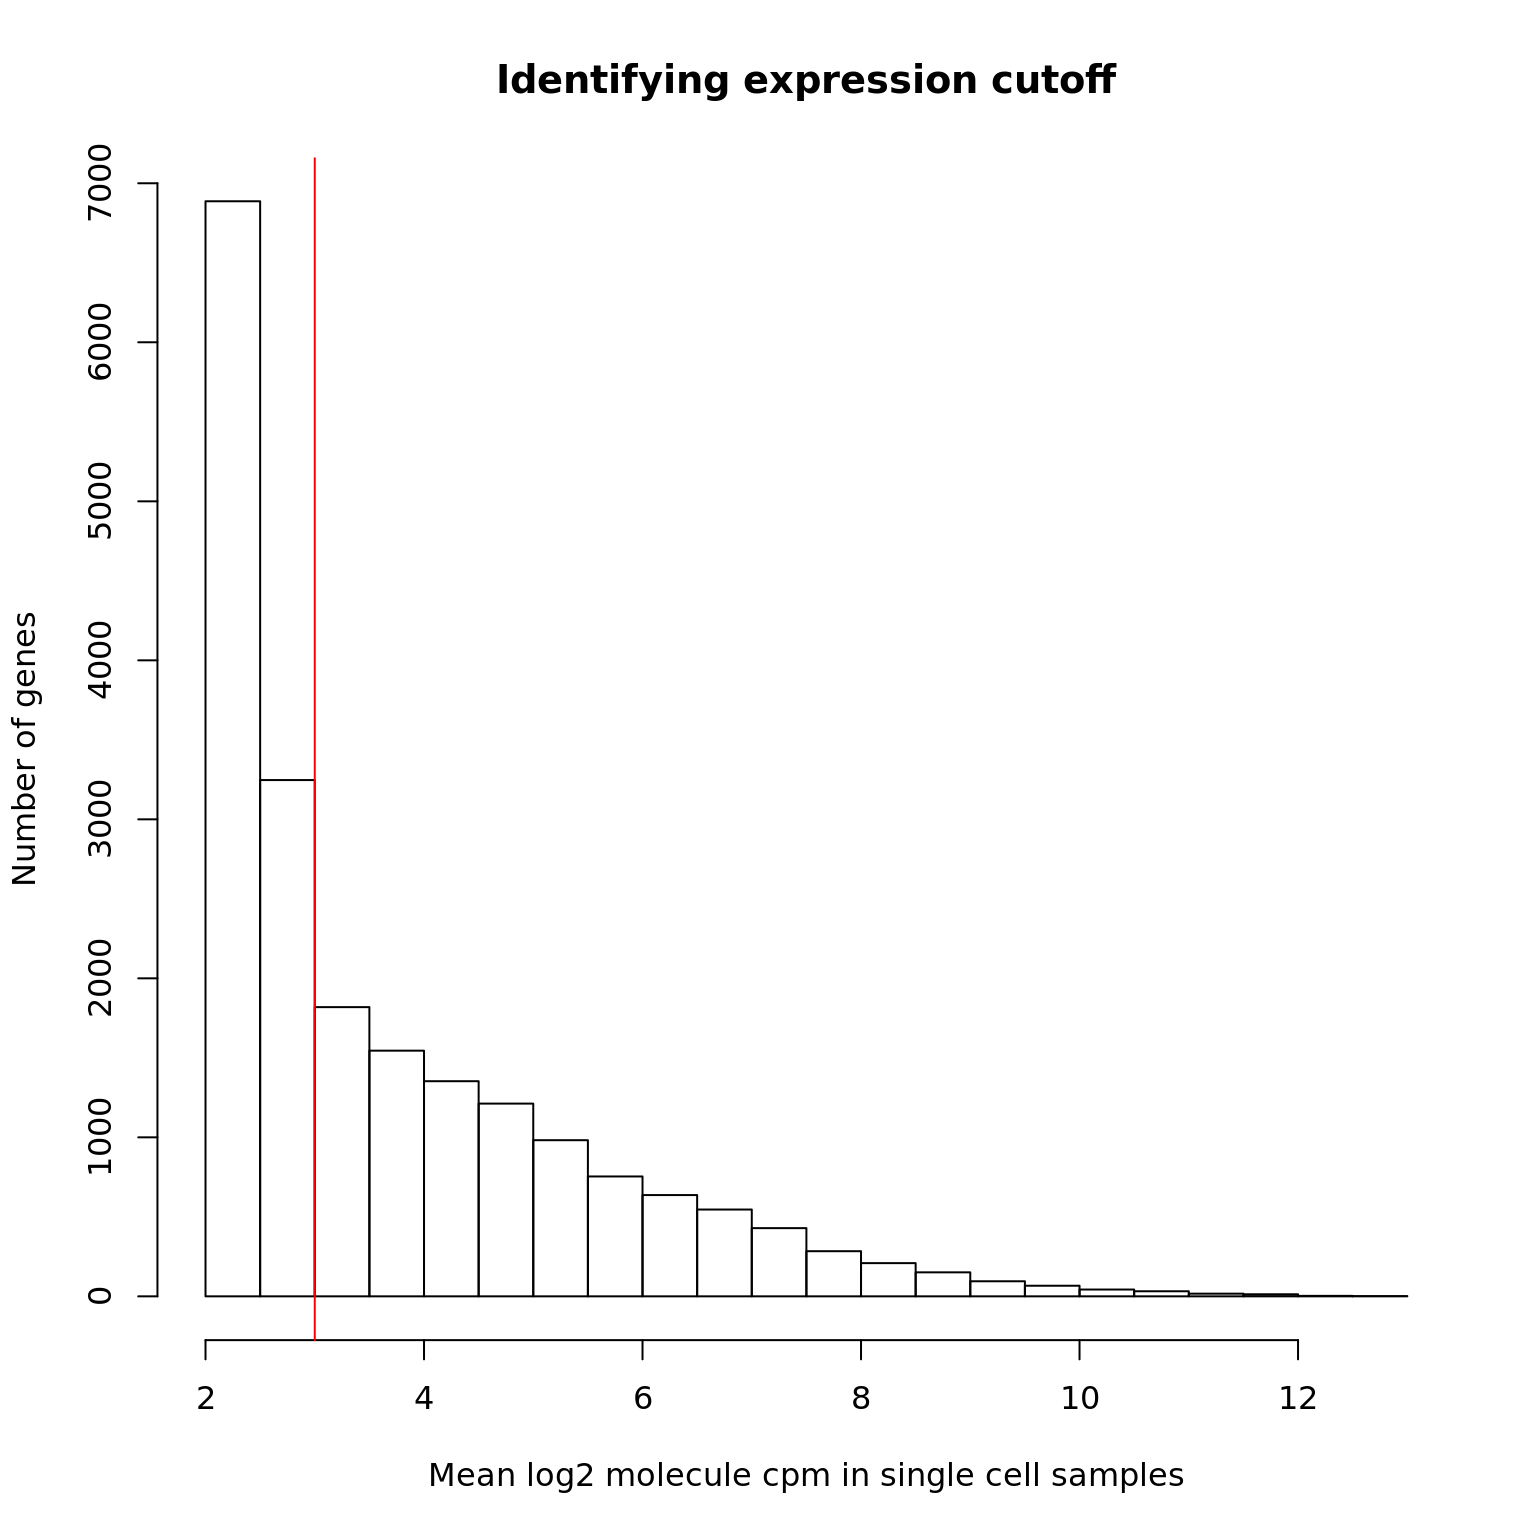 Identifying expression cutoff
7000
6000
5000
4000
3000
2000
1000
0
Number of genes
2 4 6 8 10 12
Mean log2 molecule cpm in single cell samples